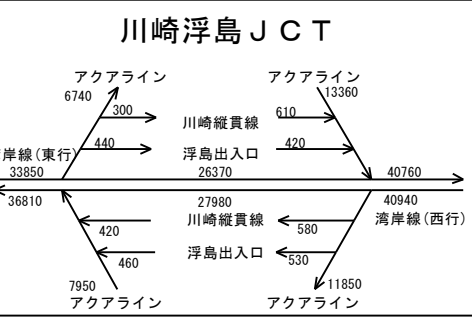 川崎浮島ＪＣＴ
アクアライン
アクアライン
6740
13360
300
川崎縦貫線
610
440
浮島出入口
420
岸線(東行)
33850
26370
40760
36810
27980
40940
川崎縦貫線
湾岸線(西行)
420
580
浮島出入口
460
530
7950
11850
アクアライン
アクアライン